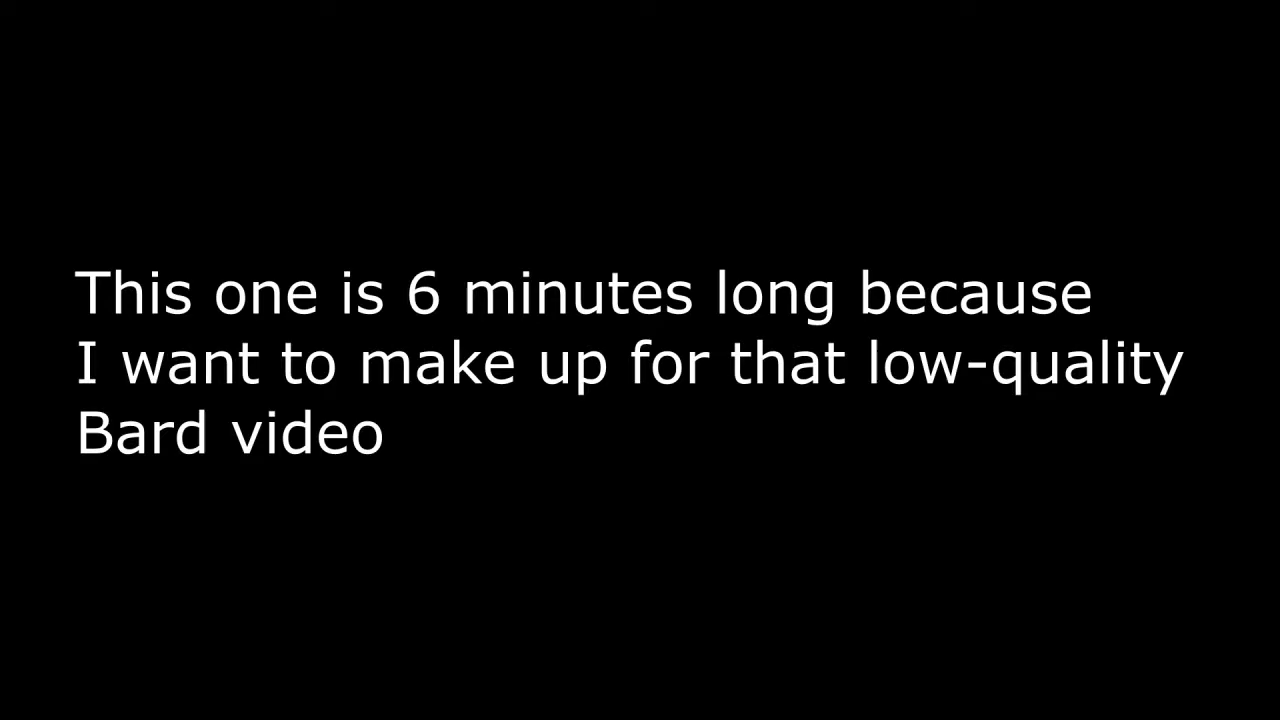 This one is 6 minutes long because
I want to make up for that low-quality
Bard video